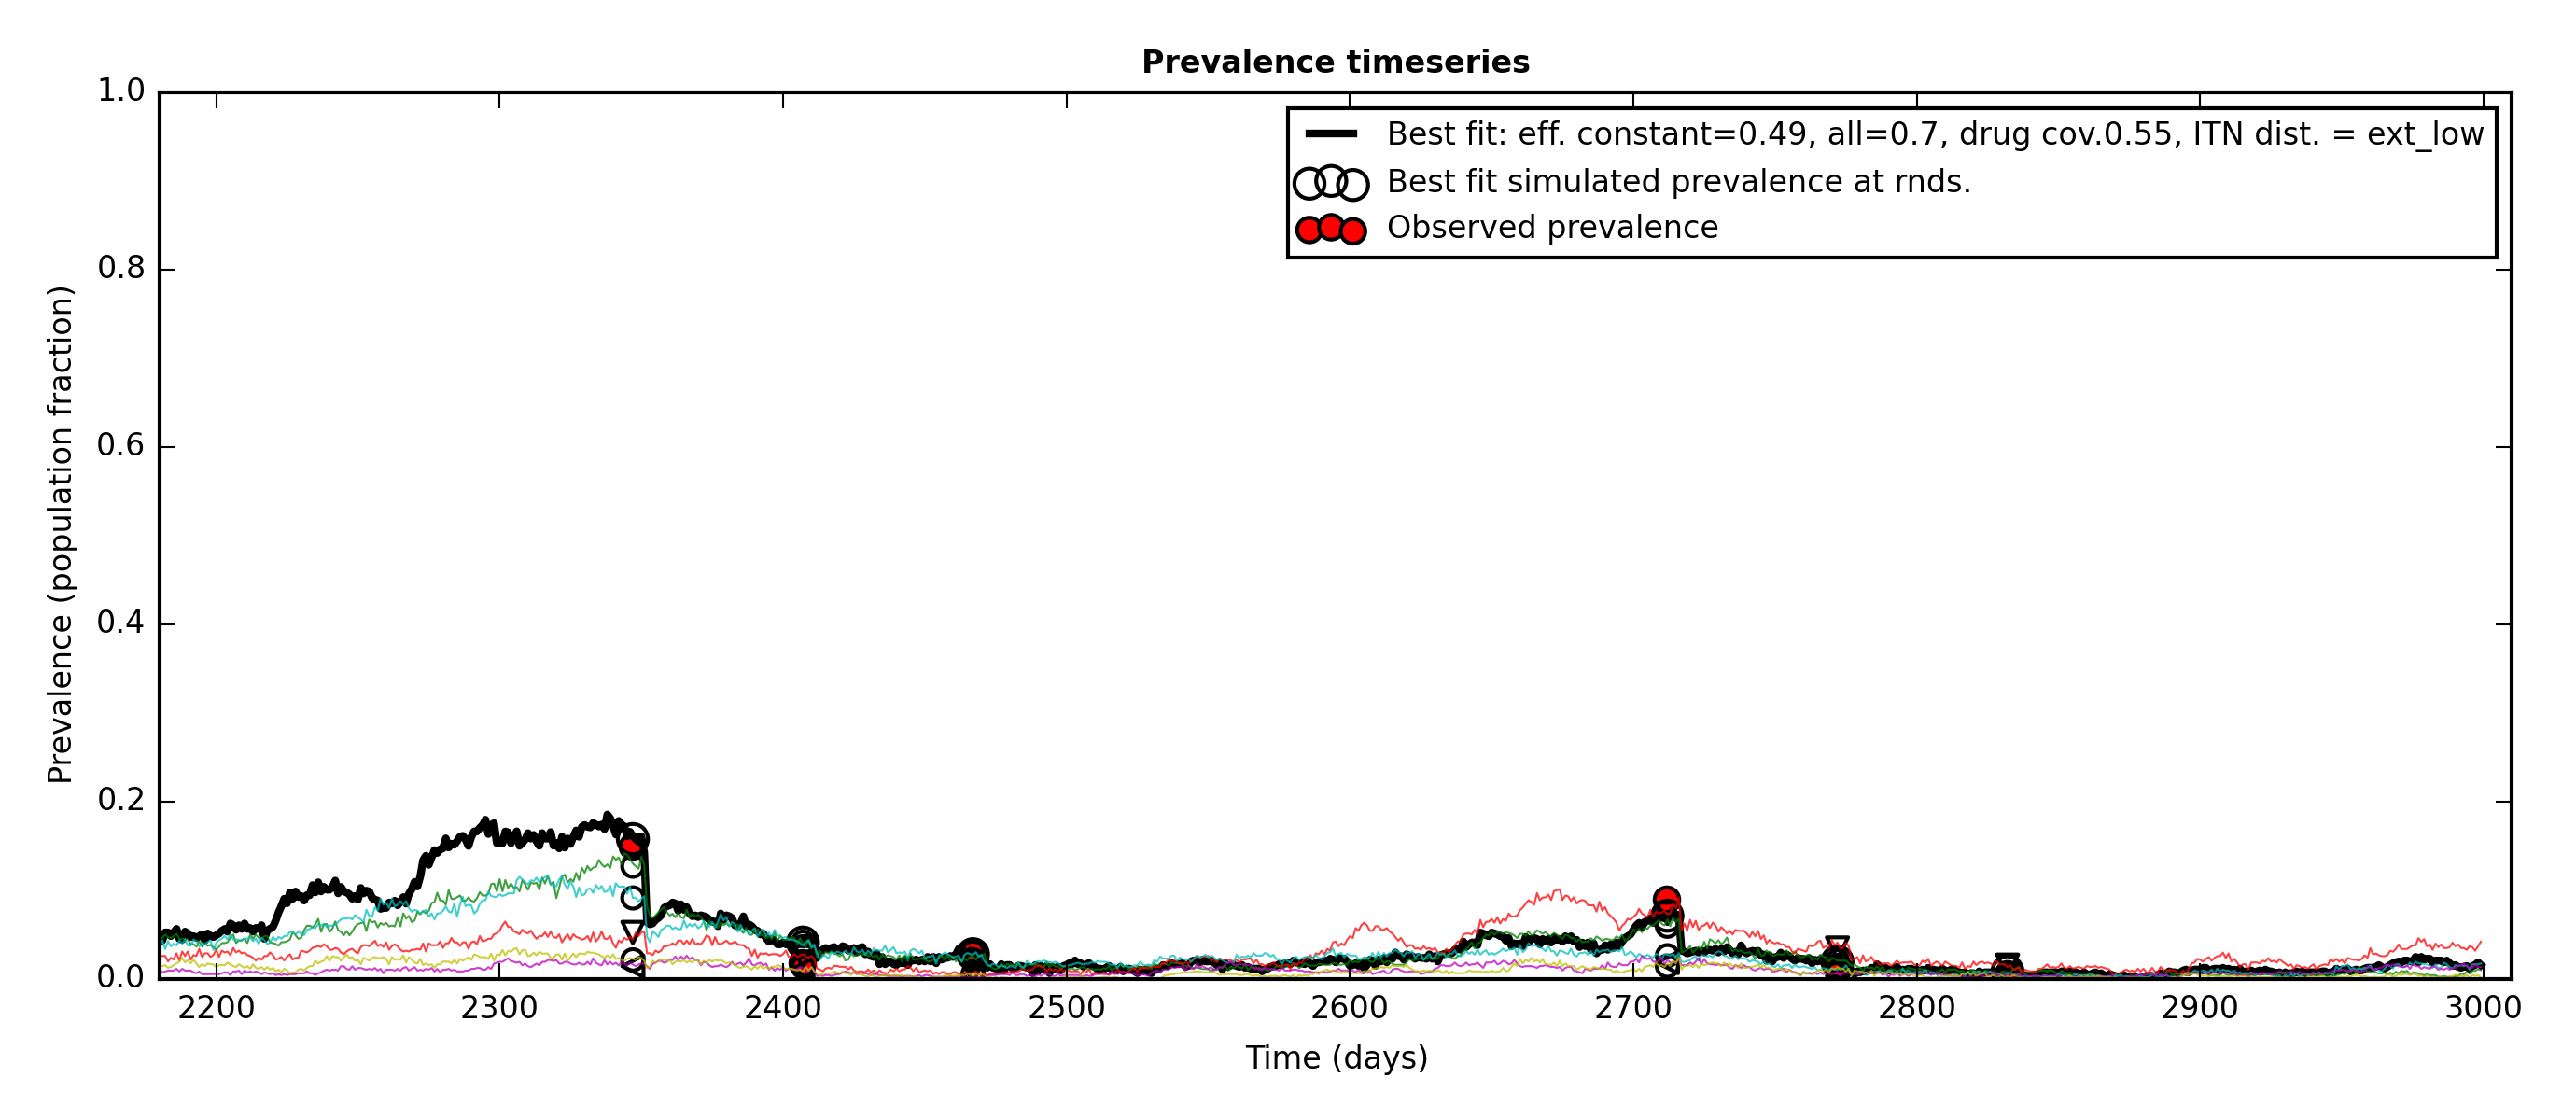 Prevalence timeseries
1.0
0.8
0.6
0.4
0.2
0.0
Prevalence (population fraction)
Best fit: eff. constant=0.49, all=0.7, drug cov.0.55, ITN dist. = ext_low
Best fit simulated prevalence at rnds.
Observed prevalence
2200 2300 2400 2500 2600 2700 2800 2900 3000
Time (days)